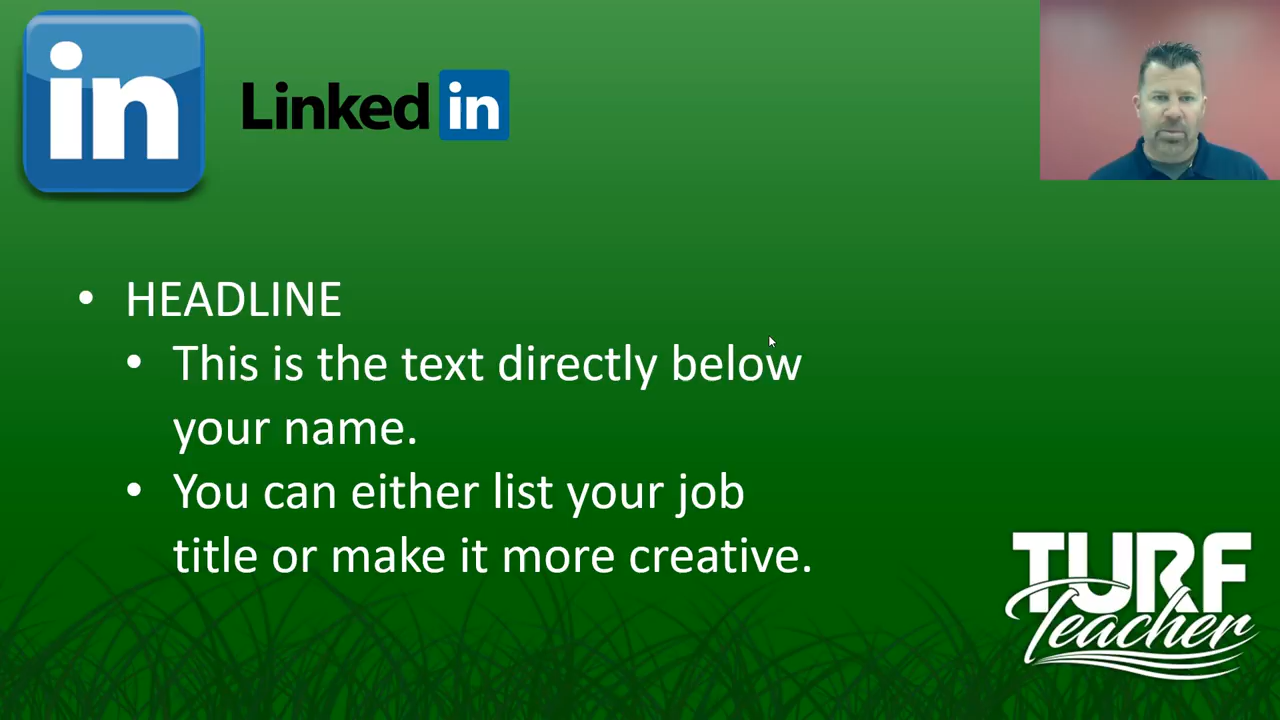 in
Linked in
• HEADLINE
• This is the text directly below
your name.
• You can either list your job
title or make it more creative.
TURF
Teacher